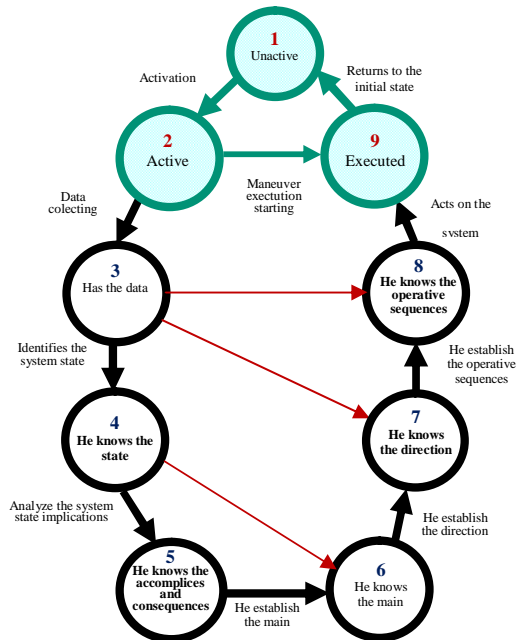 1
Unactive
Activation
Returns to the
initial state
2
Active
9
Executed
Maneuver
execution
starting
Data
colecting
Acts on the
system
3
Has the data
8
He knows the
operative
sequences
Identifies the
system state
He establish
the operative
sequences
4
He knows the
state
7
He knows
the direction
Analyze the system
state implications
He establish
the direction
5
He knows the
accomplices and
consequences
He establish
the main
6
He knows
the main